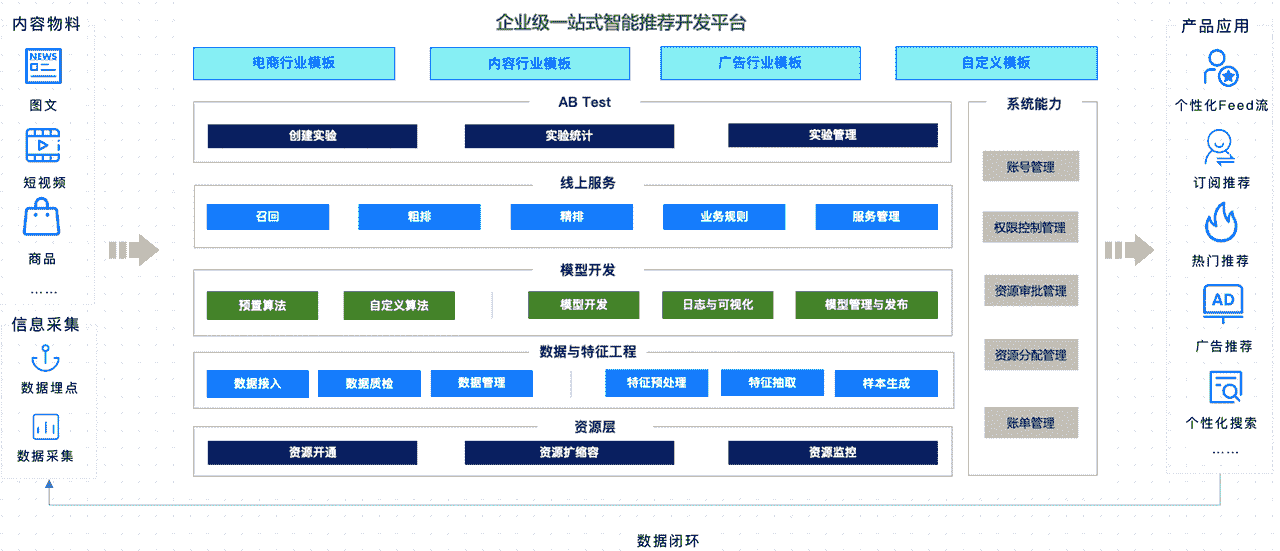 企业级一站式智能推荐开发平台
内容物料
NEWS
图文
短视频
商品
……
信息采集
数据埋点
数据采集
电商行业模板
内容行业模板
广告行业模板
自定义模板
AB Test
创建实验
实验统计
实验管理
线上服务
召回
粗排
精排
业务规则
服务管理
模型开发
预置算法
自定义算法
模型开发
日志与可视化
模型管理与发布
数据与特征工程
数据接入
数据质检
数据管理
特征预处理
特征抽取
样本生成
资源层
资源开通
资源扩缩容
资源监控
系统能力
账号管理
权限控制管理
资源审批管理
资源分配管理
账单管理
产品应用
个性化Feed流
订阅推荐
热门推荐
AD
广告推荐
个性化搜索
……
数据闭环